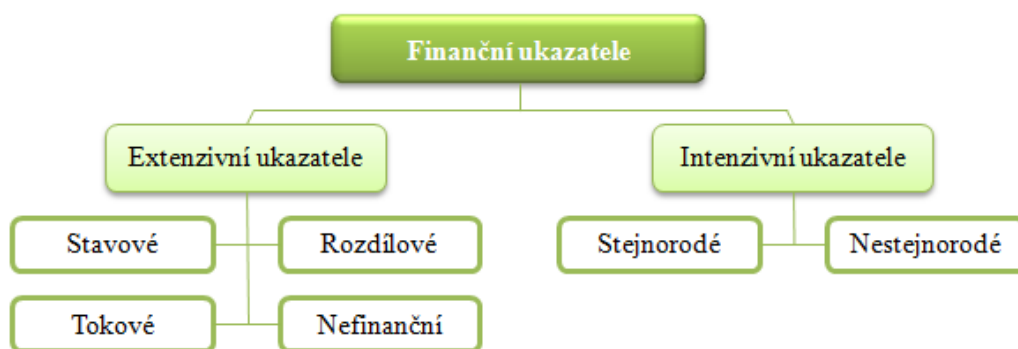 Finanční ukazatele
Extenzivní ukazatele
Intenzivní ukazatele
Stavové
Rozdílové
Stejnorodé
Nestejnorodé
Tokové
Nefinanční